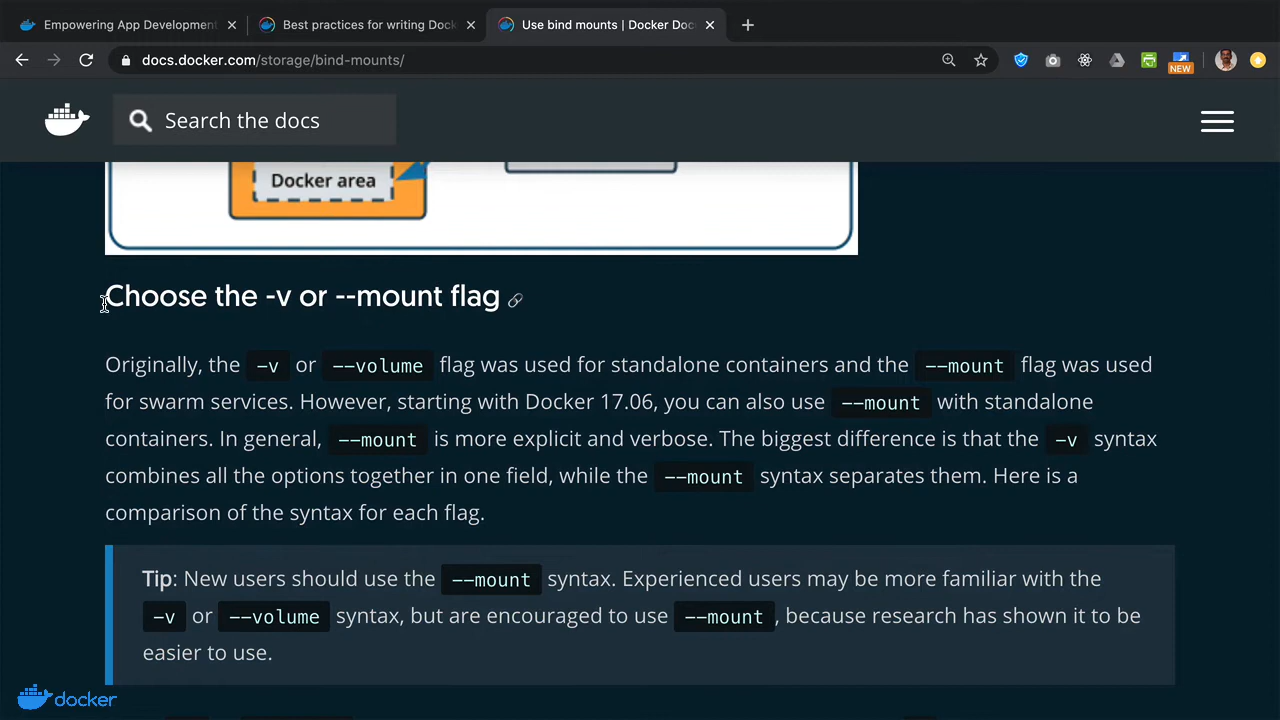 Empowering App Development
Best practices for writing Dock
Use bind mounts | Docker Doc
docs.docker.com/storage/bind-mounts/
NEW
Search the docs
Docker area
Choose the -v or --mount flag
Originally, the -v or --volume flag was used for standalone containers and the --mount flag was used
for swarm services. However, starting with Docker 17.06, you can also use --mount with standalone
containers. In general, --mount is more explicit and verbose. The biggest difference is that the -v syntax
combines all the options together in one field, while the --mount syntax separates them. Here is a
comparison of the syntax for each flag.
Tip: New users should use the --mount syntax. Experienced users may be more familiar with the
-v or --volume syntax, but are encouraged to use --mount, because research has shown it to be
easier to use.
docker